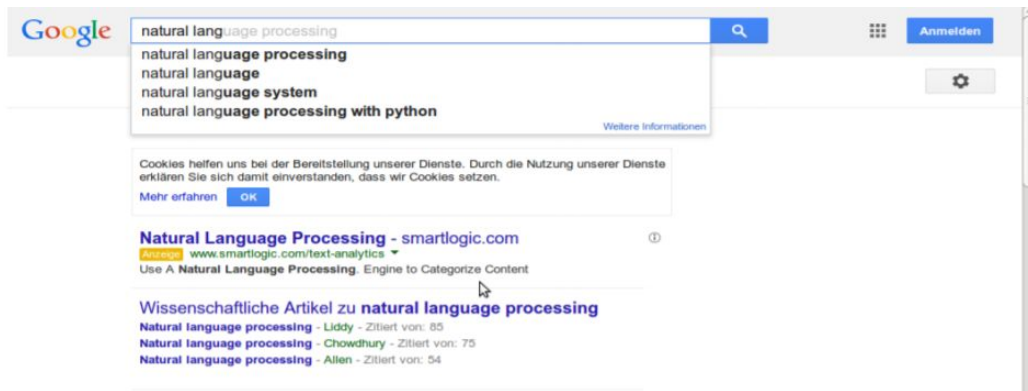 Google natural language processing Anmelden
natural language processing
natural language
natural language system
natural language processing with python
Weitere Informationen
Cookies helfen uns bei der Bereitstellung unserer Dienste. Durch die Nutzung unserer Dienste
erklären Sie sich damit einverstanden, dass wir Cookies setzen.
Mehr erfahren OK
Natural Language Processing - smartlogic.com
Anzeige www.smartlogic.com/text-analytics
Use A Natural Language Processing. Engine to Categorize Content
Wissenschaftliche Artikel zu natural language processing
Natural language processing - Liddy - Zitiert von: 85
Natural language processing - Chowdhury - Zitiert von: 75
Natural language processing - Allen - Zitiert von: 54